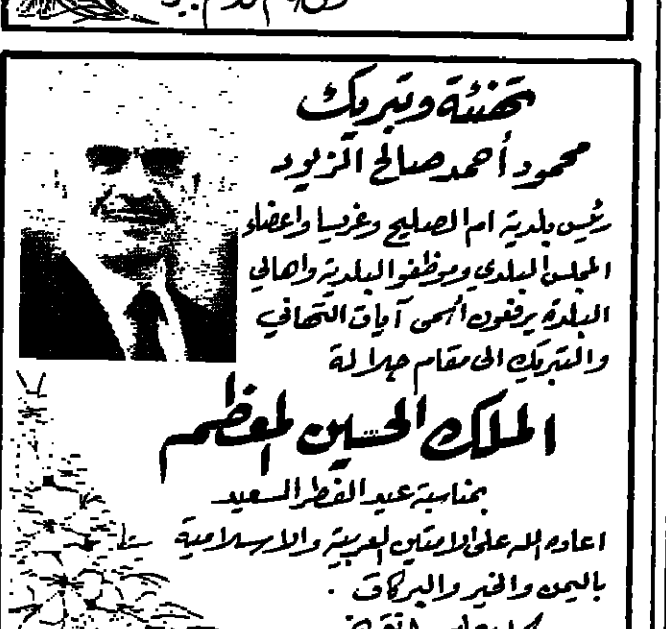 تهنئة وتبريك
محمود أحمد صالح الزيود
رئيس بلدية ام الصليح وغريسا واعضاء
المجلس البلدي وموظفو البلدية واهالي
البلدة يرفعون أسمى آيات التهاني
والتبريك الى مقام جلالة
الملك الحسين المعظم
بمناسبة عيد الفطر السعيد
اعاده الله على الامتين العربية والاسلامية
باليمن والخير والبركات .